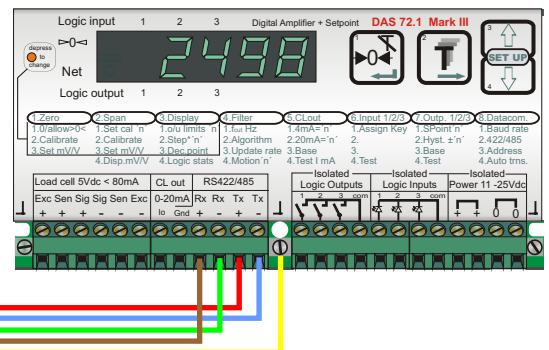 Logic input 1 2 3 Digital Amplifier + Setpoint DAS 72.1 Mark III
depress
to
change
>0<
Net
2498
Logic output 1 2 3
1
>0<
2
T
3
SET UP
4
1.Zero 2.Span 3.Display 4.Filter 5.CLout 6.Input 1/2/3 7.Outp. 1/2/3 8.Datacom.
1.0/allow>0< 1.Set cal ´n´ 1.o/u limits ´n´ 1.fcut Hz 1.4mA=´n´ 1.Assign Key 1.SPoint´n´ 1.Baud rate
2.Calibrate 2.Calibrate 2.Step*´n´ 2.Algorithm 2.20mA=´n´ 2. 2.Hyst. ±´n´ 2.422/485
3.Set mV/V 3.Set mV/V 3.Dec.point 3.Update rate 3.Base 3. 3.Base 3.Address
4.Disp.mV/V 4.Logic stats 4.Motion´n´ 4.Test I mA 4.Test 4.Test 4.Auto trns.
Load cell 5Vdc < 80mA CL out RS422/485 Isolated Logic Outputs Isolated Logic Inputs Isolated Power 11 -25Vdc
Exc Sen Sig Sig Sen Exc 0-20mA Rx Rx Tx Tx 1 2 3 com 1 2 3 com
+ + + - - - Io Gnd + - + - + + 0 0